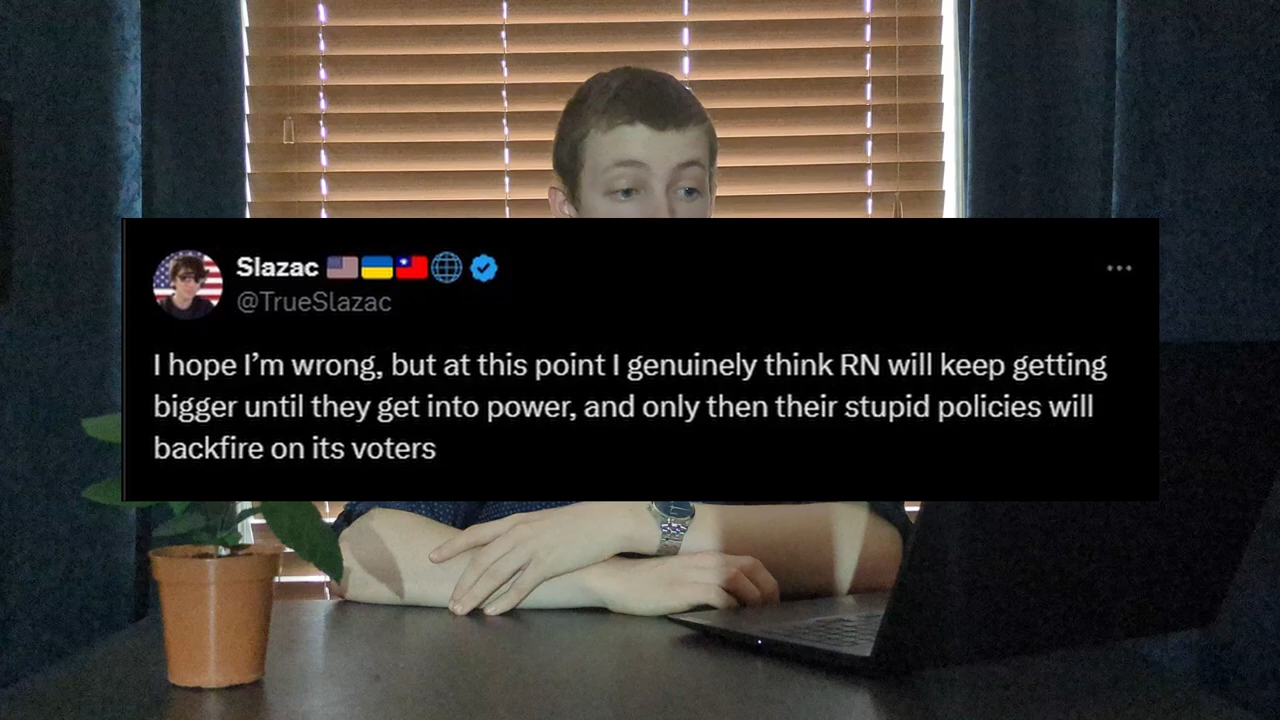 Slazac 🇺🇸🇺🇦🇹🇼🌐
@TrueSlazac
I hope I’m wrong, but at this point I genuinely think RN will keep getting
bigger until they get into power, and only then their stupid policies will
backfire on its voters